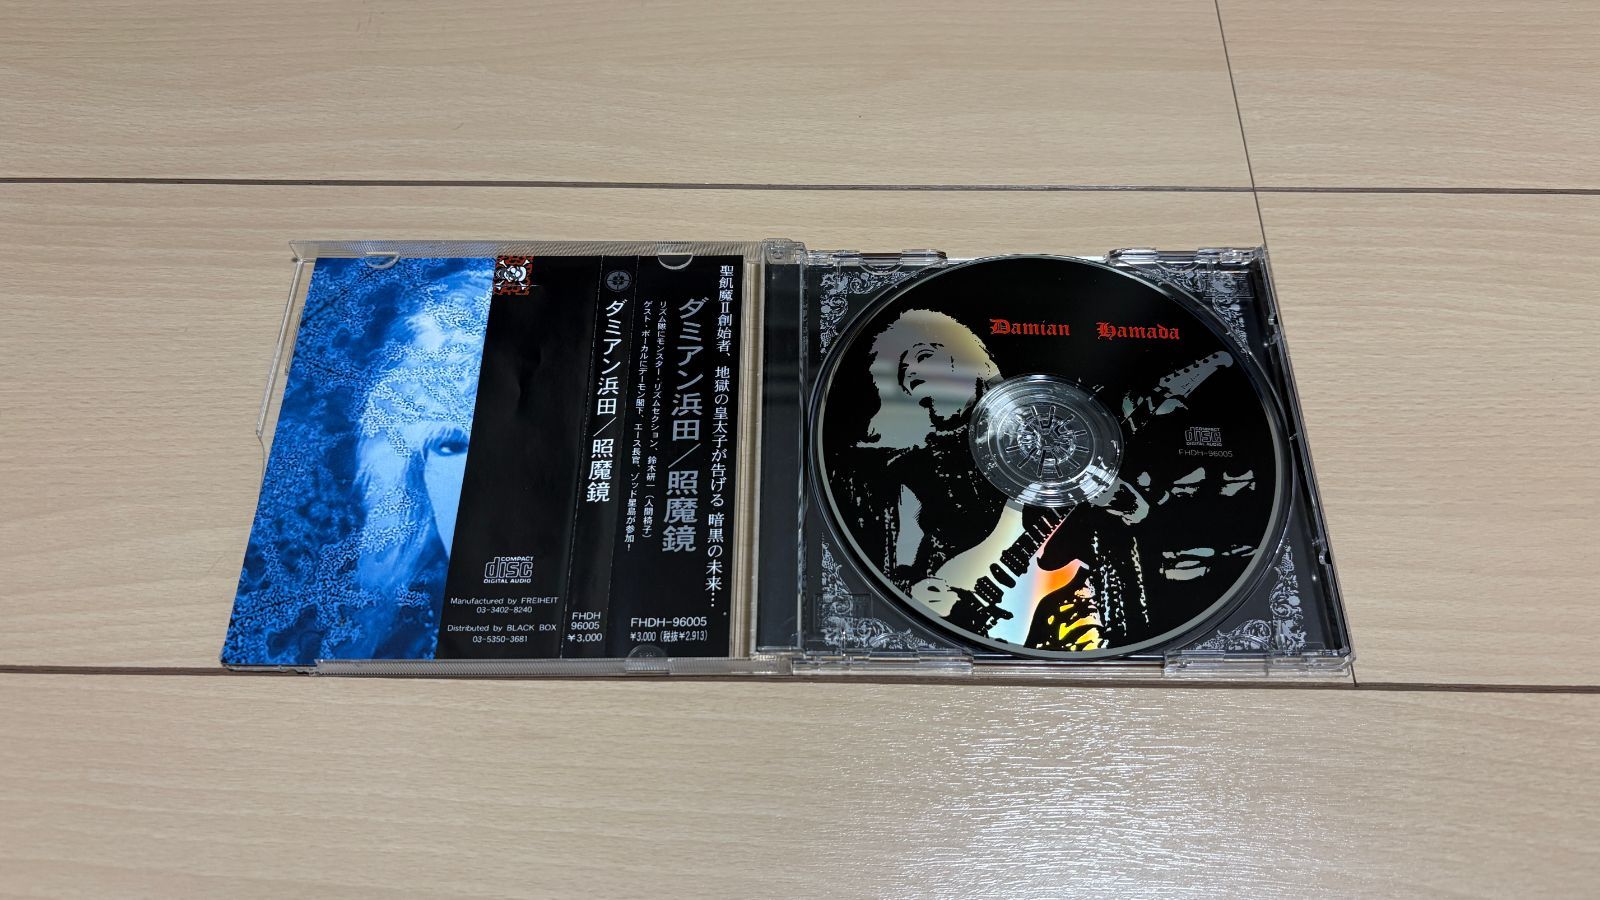 聖飢魔II創始者、地獄の皇太子が告げる 暗黒の未来…
ダミアン浜田/照魔鏡
リズム隊にモンスター・リズムセクション、鈴木研一(人間椅子)
ゲスト・ボーカルにデーモン閣下、エース長官、ゾッド星島が参加!
FHDH-96005
¥3,000(税抜¥2,913)
ダミアン浜田/照魔鏡
FHDH
96005
¥3,000
COMPACT
disc
DIGITAL AUDIO
Manufactured by FREIHEIT
03-3402-8240
Distributed by BLACK BOX
03-5350-3681
Damian Hamada
COMPACT
disc
DIGITAL AUDIO
FHDH-96005